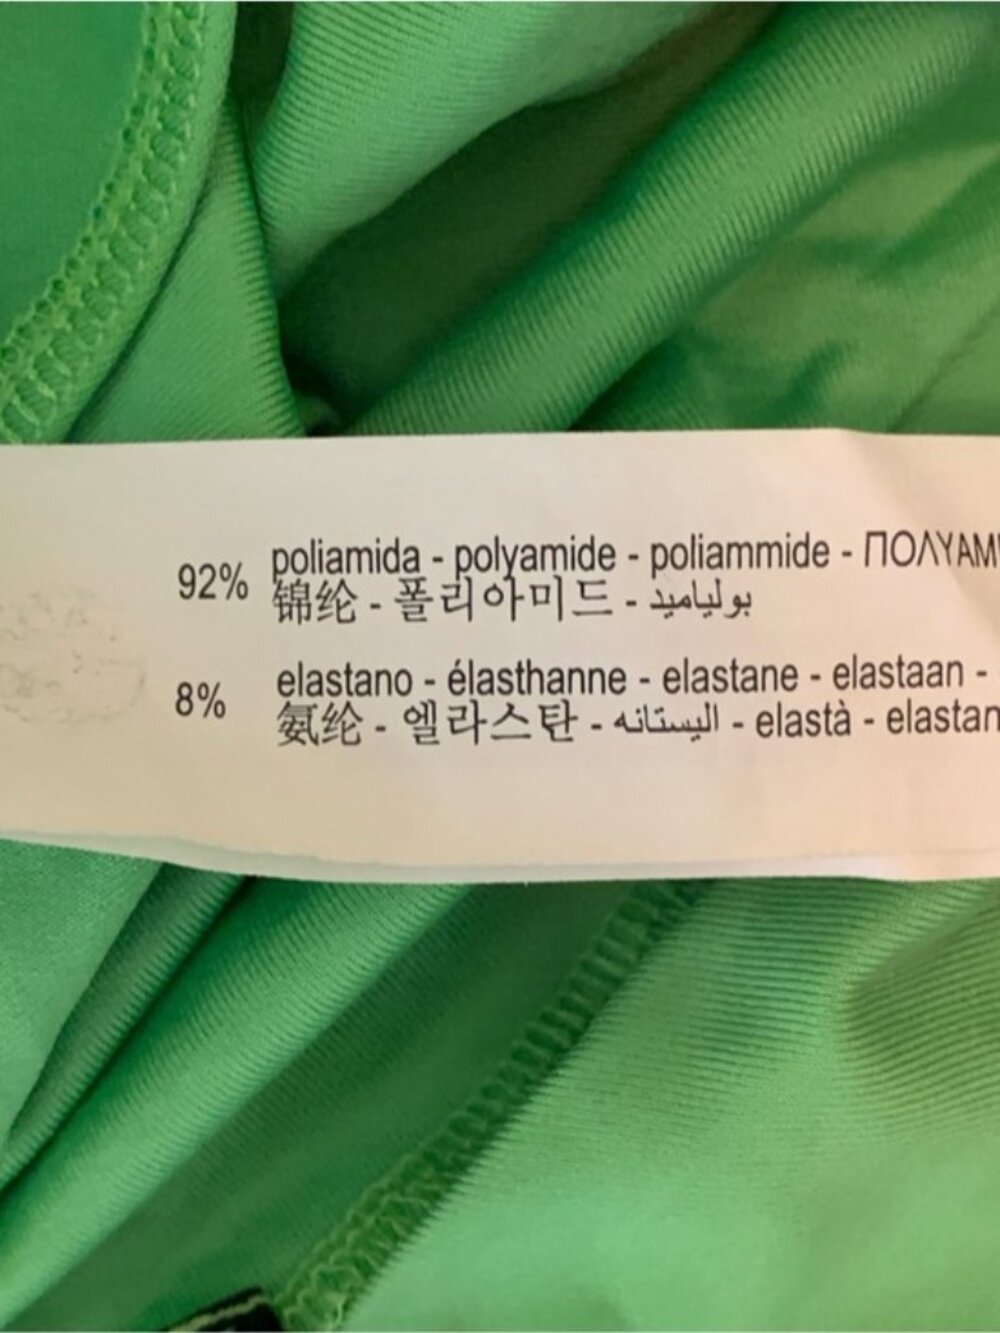 92% poliamida - polyamide - poliammide - ΠΟΛΥΑΜ
锦纶 - 폴리아미드 - بولياميد
8% elastano - élasthanne - elastane - elastaan -
氨纶 - 엘라스탄 - اليستانه - elastà - elastan